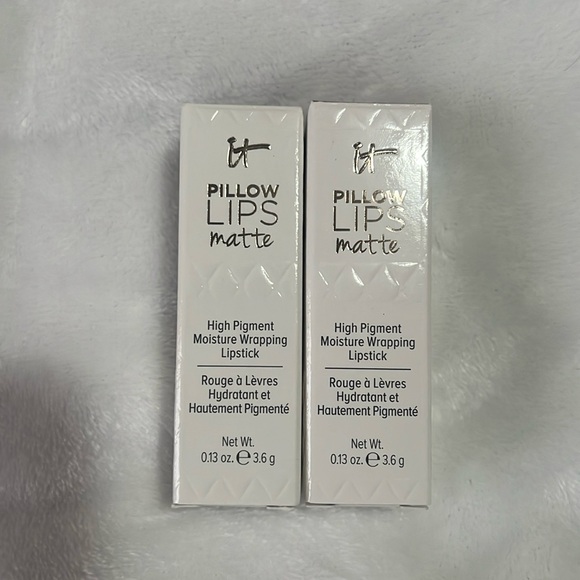 it
PILLOW
LIPS
matte
High Pigment
Moisture Wrapping
Lipstick
Rouge à Lèvres
Hydratant et
Hautement Pigmenté
Net Wt.
0.13 oz. ℮ 3.6 g
it
PILLOW
LIPS
matte
High Pigment
Moisture Wrapping
Lipstick
Rouge à Lèvres
Hydratant et
Hautement Pigmenté
Net Wt.
0.13 oz. ℮ 3.6 g